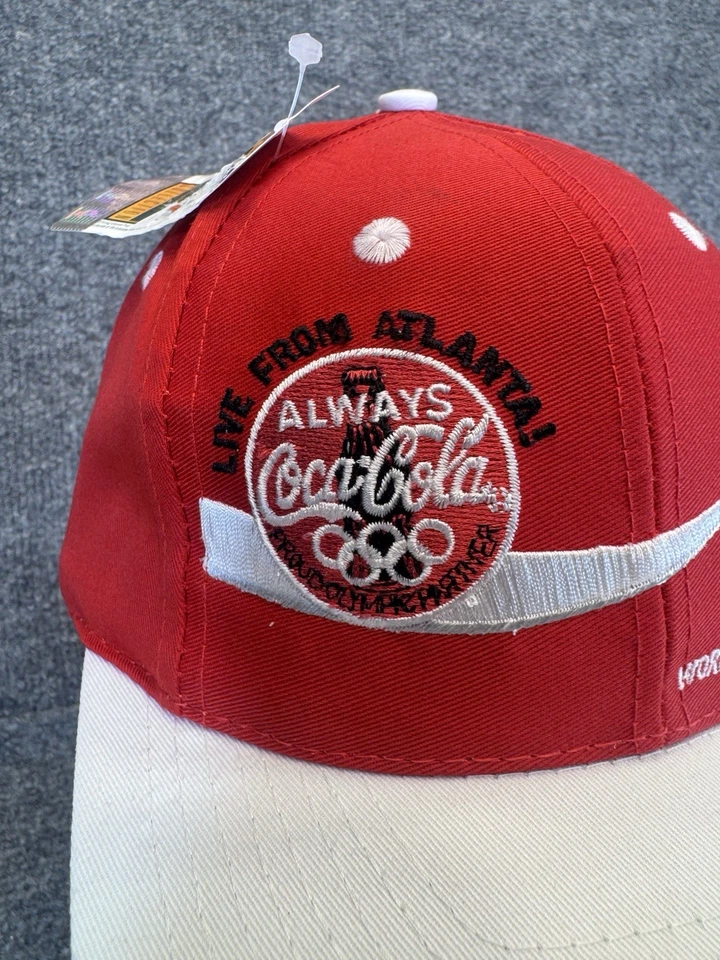 LIVE FROM ATLANTA!
ALWAYS
Coca-Cola
PROUD OLYMPIC PARTNER